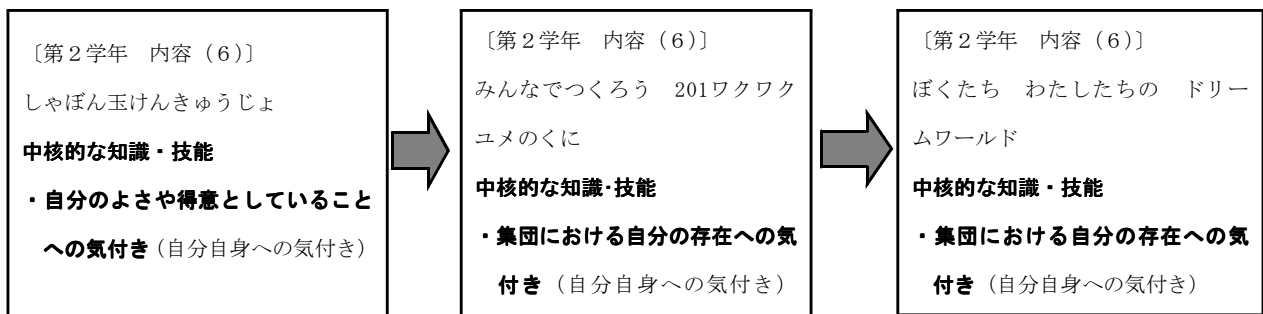 〔第２学年　内容（６）〕
しゃぼん玉けんきゅうじょ
中核的な知識・技能
・自分のよさや得意としていること
への気付き（自分自身への気付き）
〔第２学年　内容（６）〕
みんなでつくろう　201ワクワク
ユメのくに
中核的な知識･技能
・集団における自分の存在への気
付き（自分自身への気付き）
〔第２学年　内容（６）〕
ぼくたち　わたしたちの　ドリー
ムワールド
中核的な知識・技能
・集団における自分の存在への気
付き（自分自身への気付き）